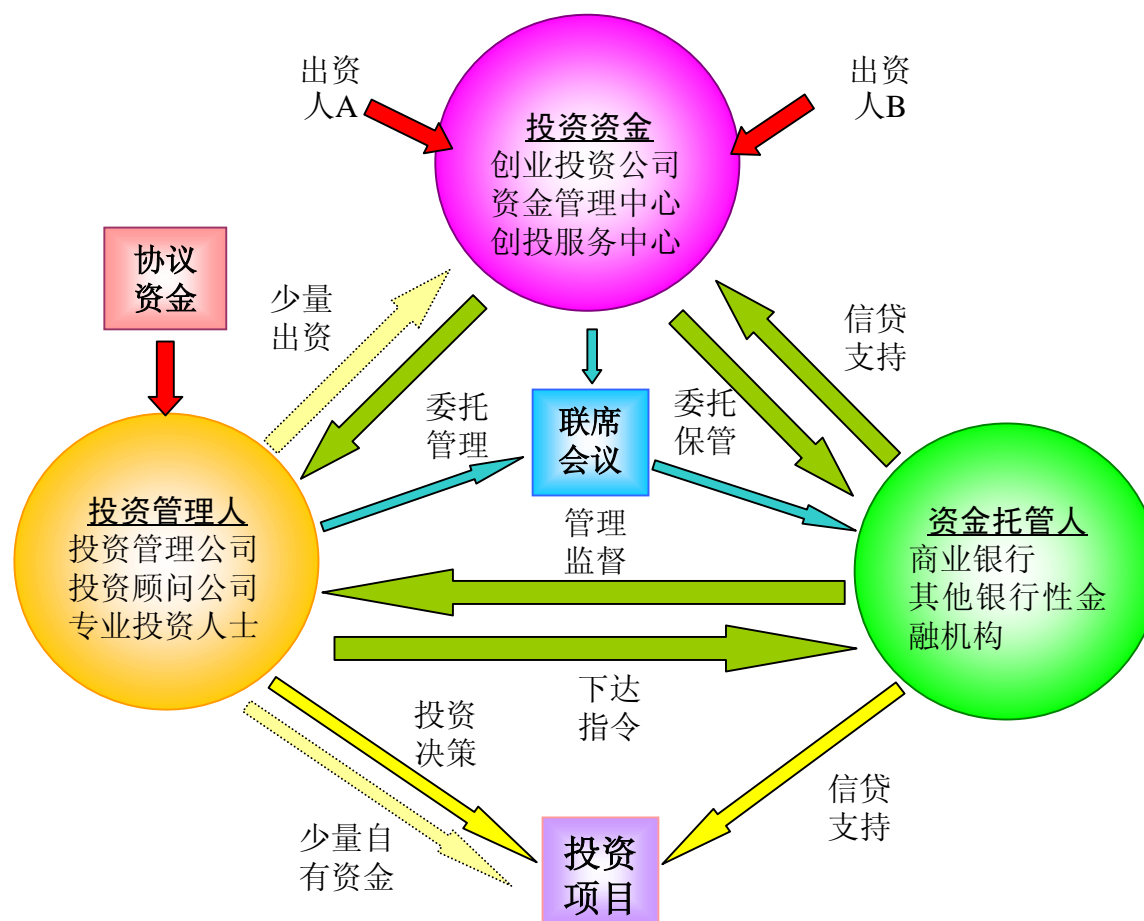 出资
人A
出资
人B
投资资金
创业投资公司
资金管理中心
创投服务中心
协议
资金
少量
出资
信贷
支持
委托
管理
联席
会议
委托
保管
投资管理人
投资管理公司
投资顾问公司
专业投资人士
管理
监督
资金托管人
商业银行
其他银行性金
融机构
下达
指令
投资
决策
信贷
支持
少量自
有资金
投资
项目